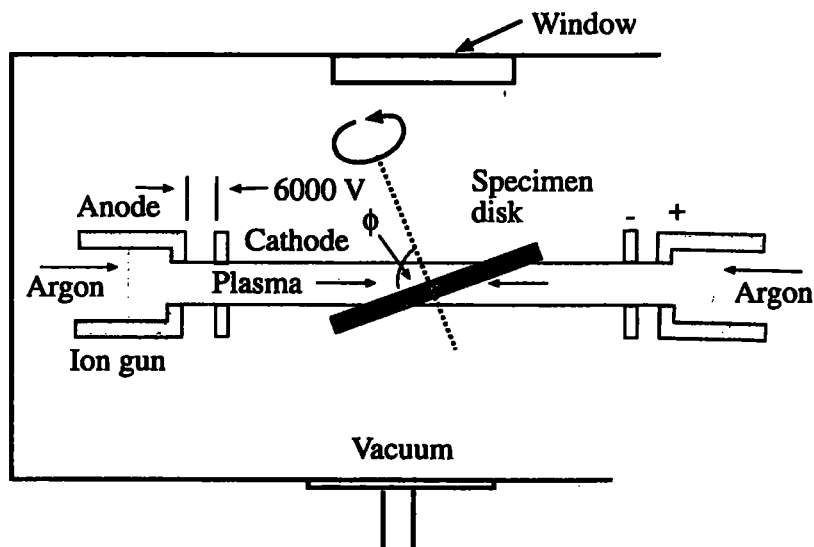 Window
6000 V
Specimen
disk
Anode
- +
Cathode
ϕ
Argon
Plasma
Argon
Ion gun
Vacuum